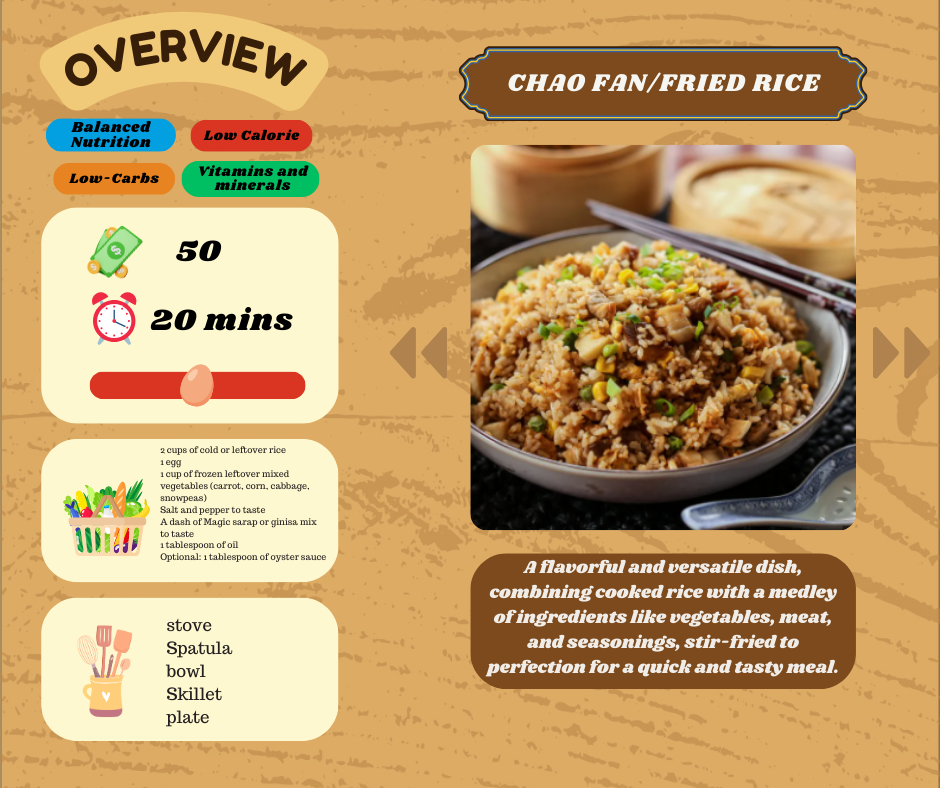 OVERVIEW
Balanced
Nutrition
Low Calorie
Low-Carbs
Vitamins and
minerals
50
20 mins
2 cups of cold or leftover rice
1 egg
1 cup of frozen leftover mixed
vegetables (carrot, corn, cabbage,
snowpeas)
Salt and pepper to taste
A dash of Magic sarap or ginisa mix
to taste
1 tablespoon of oil
Optional: 1 tablespoon of oyster sauce
stove
Spatula
bowl
Skillet
plate
CHAO FAN/FRIED RICE
A flavorful and versatile dish,
combining cooked rice with a medley
of ingredients like vegetables, meat,
and seasonings, stir-fried to
perfection for a quick and tasty meal.